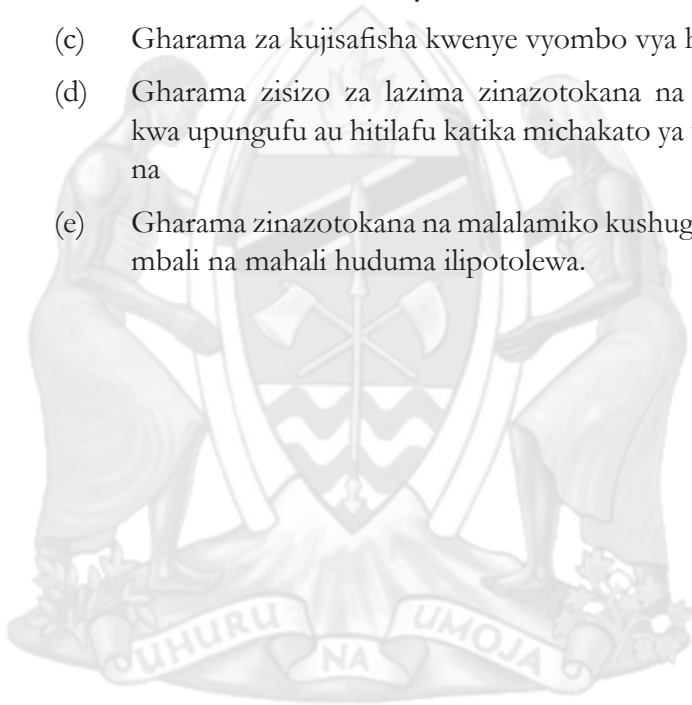 (c) Gharama za kujisafisha kwenye vyombo vya
(d) Gharama zisizo za lazima zinazotokana na
kwa upungufu au hitilafu katika michakato ya
na
(e) Gharama zinazotokana na malalamiko
mbali na mahali huduma ilipotolewa.
UHURU NA UMOJA